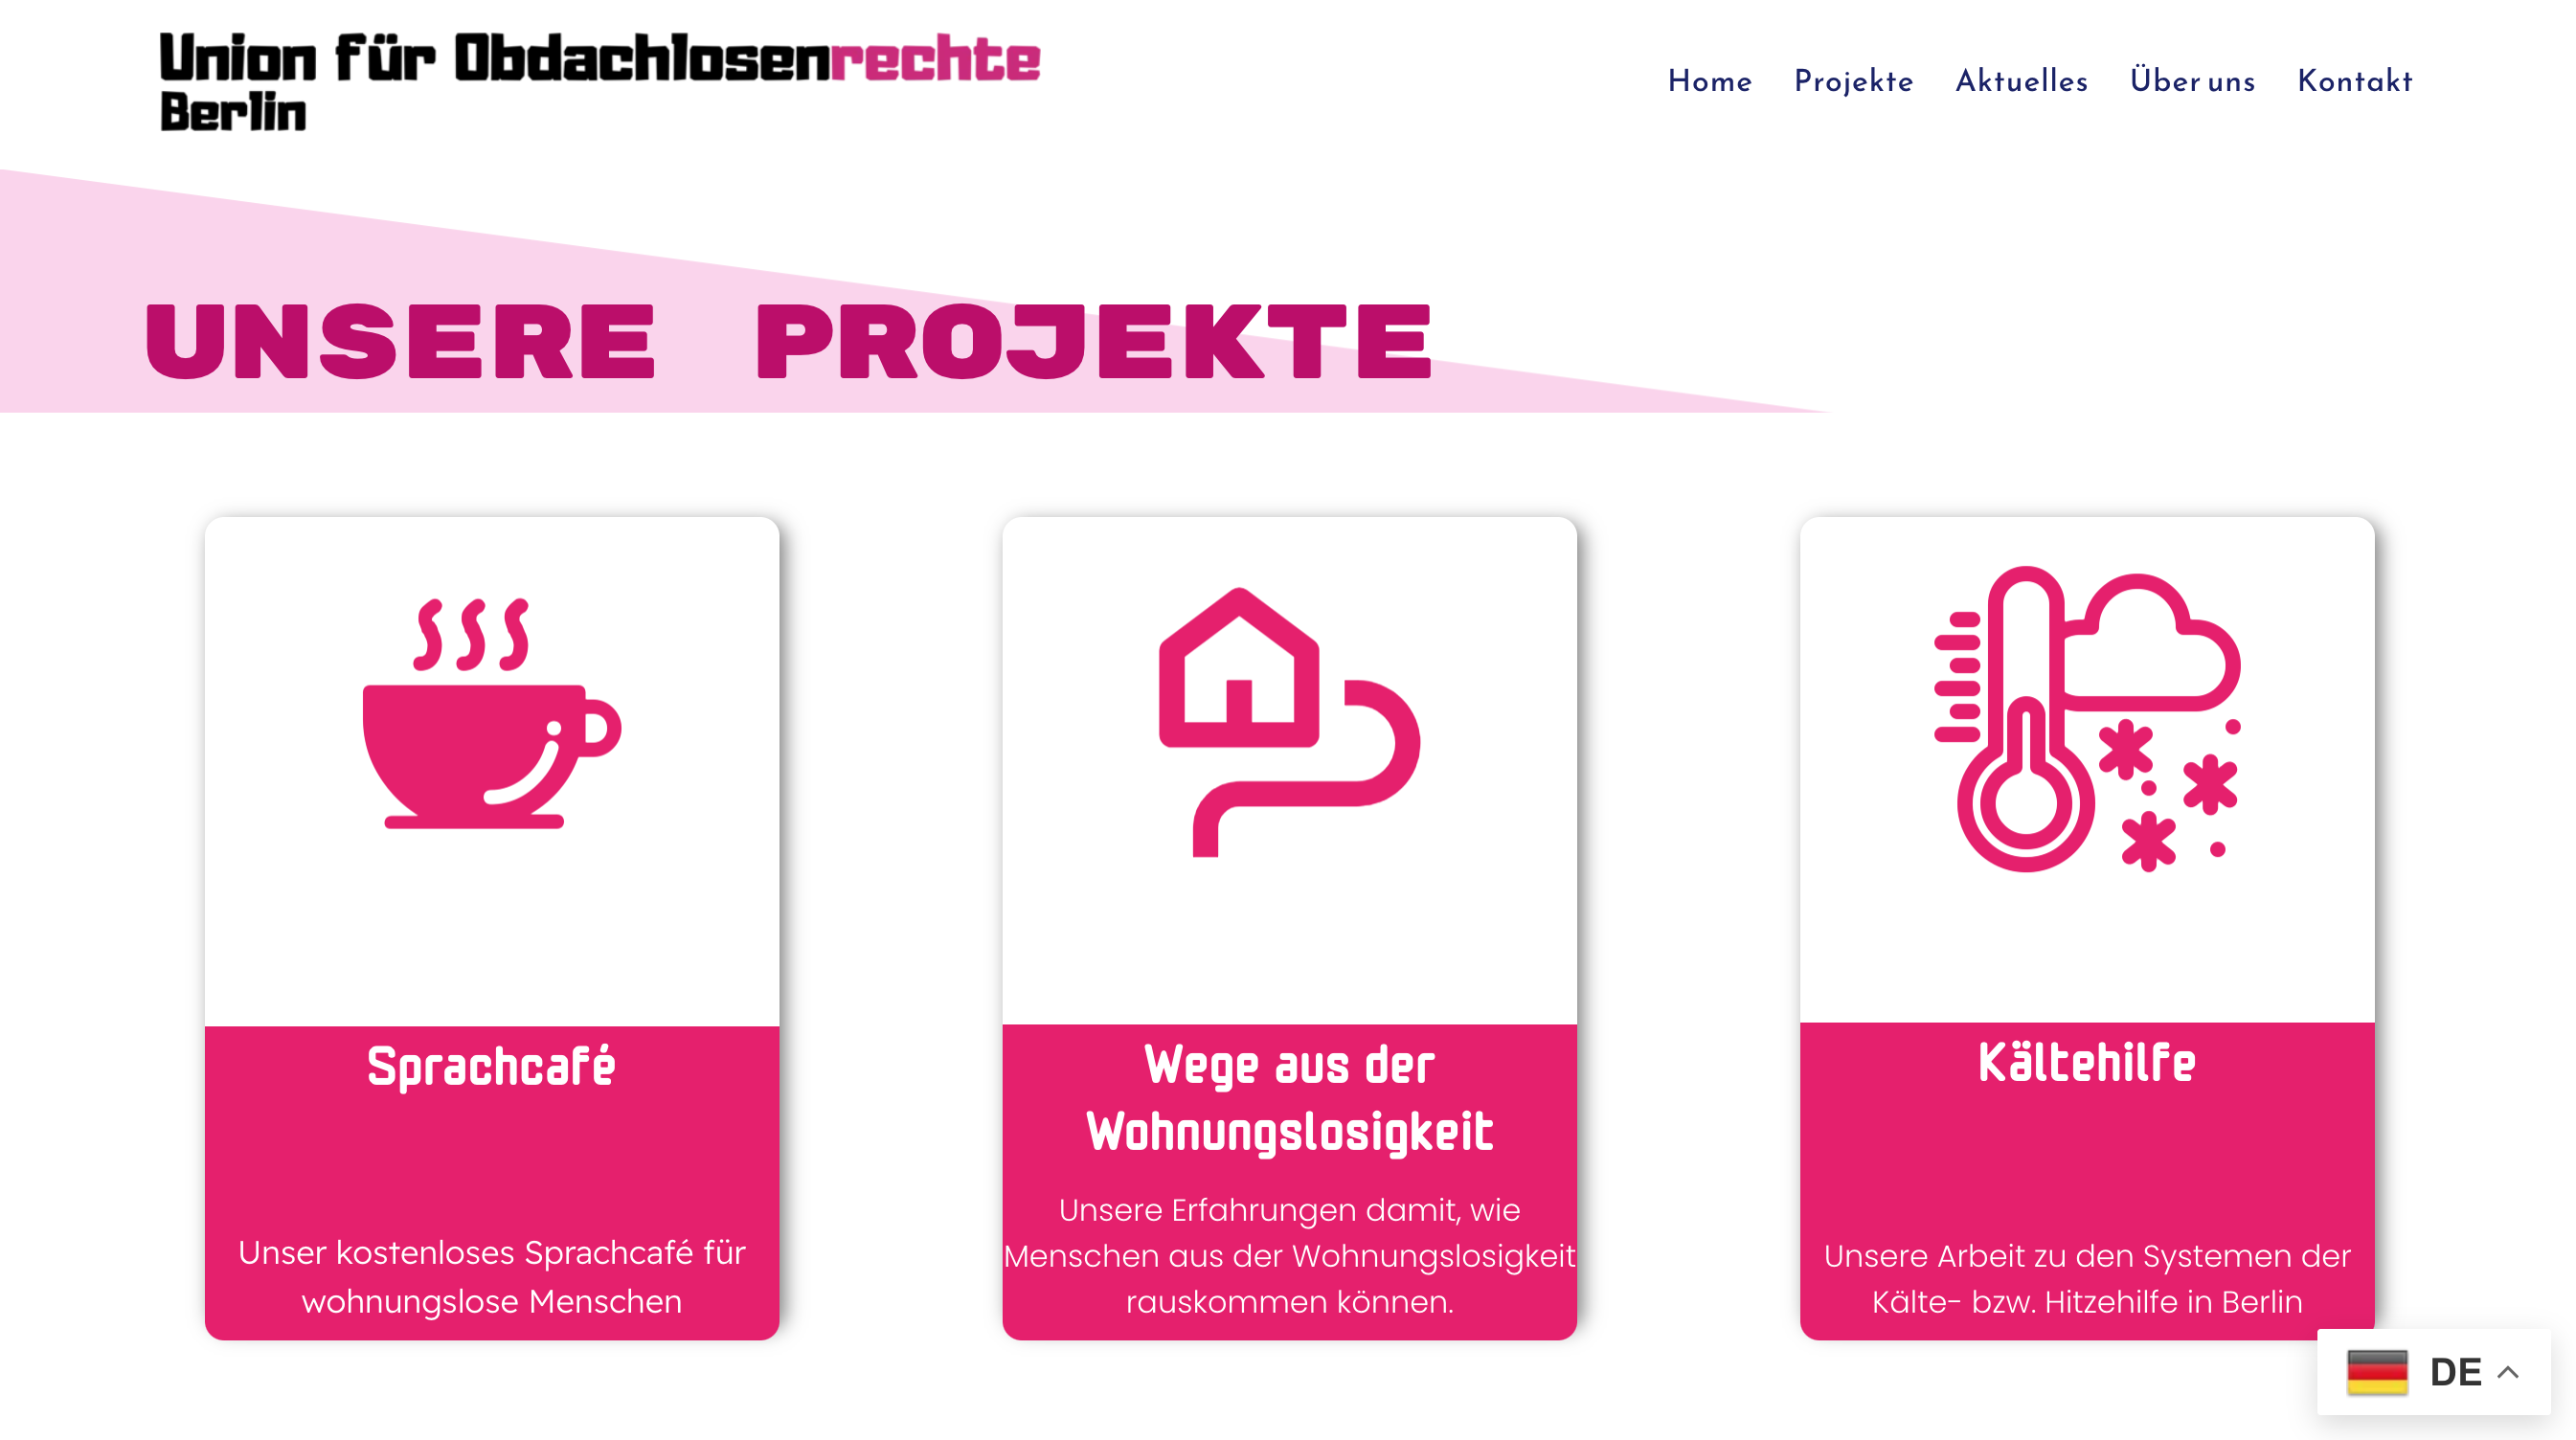 Union für Obdachlosenrechte
Berlin
Home Projekte Aktuelles Über uns Kontakt
UNSERE PROJEKTE
Sprachcafé
Unser kostenloses Sprachcafé für
wohnungslose Menschen
Wege aus der
Wohnungslosigkeit
Unsere Erfahrungen damit, wie
Menschen aus der Wohnungslosigkeit
rauskommen können.
Kältehilfe
Unsere Arbeit zu den Systemen der
Kälte- bzw. Hitzehilfe in Berlin
DE